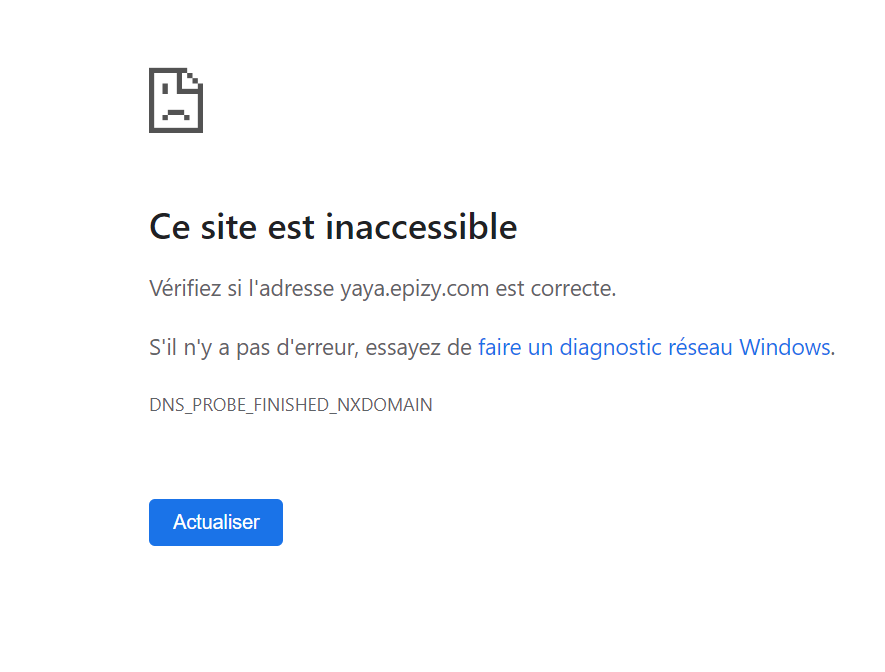 Ce site est inaccessible
Vérifiez si l'adresse yaya.epizy.com est correcte.
S'il n'y a pas d'erreur, essayez de faire un diagnostic réseau Windows.
DNS_PROBE_FINISHED_NXDOMAIN
Actualiser